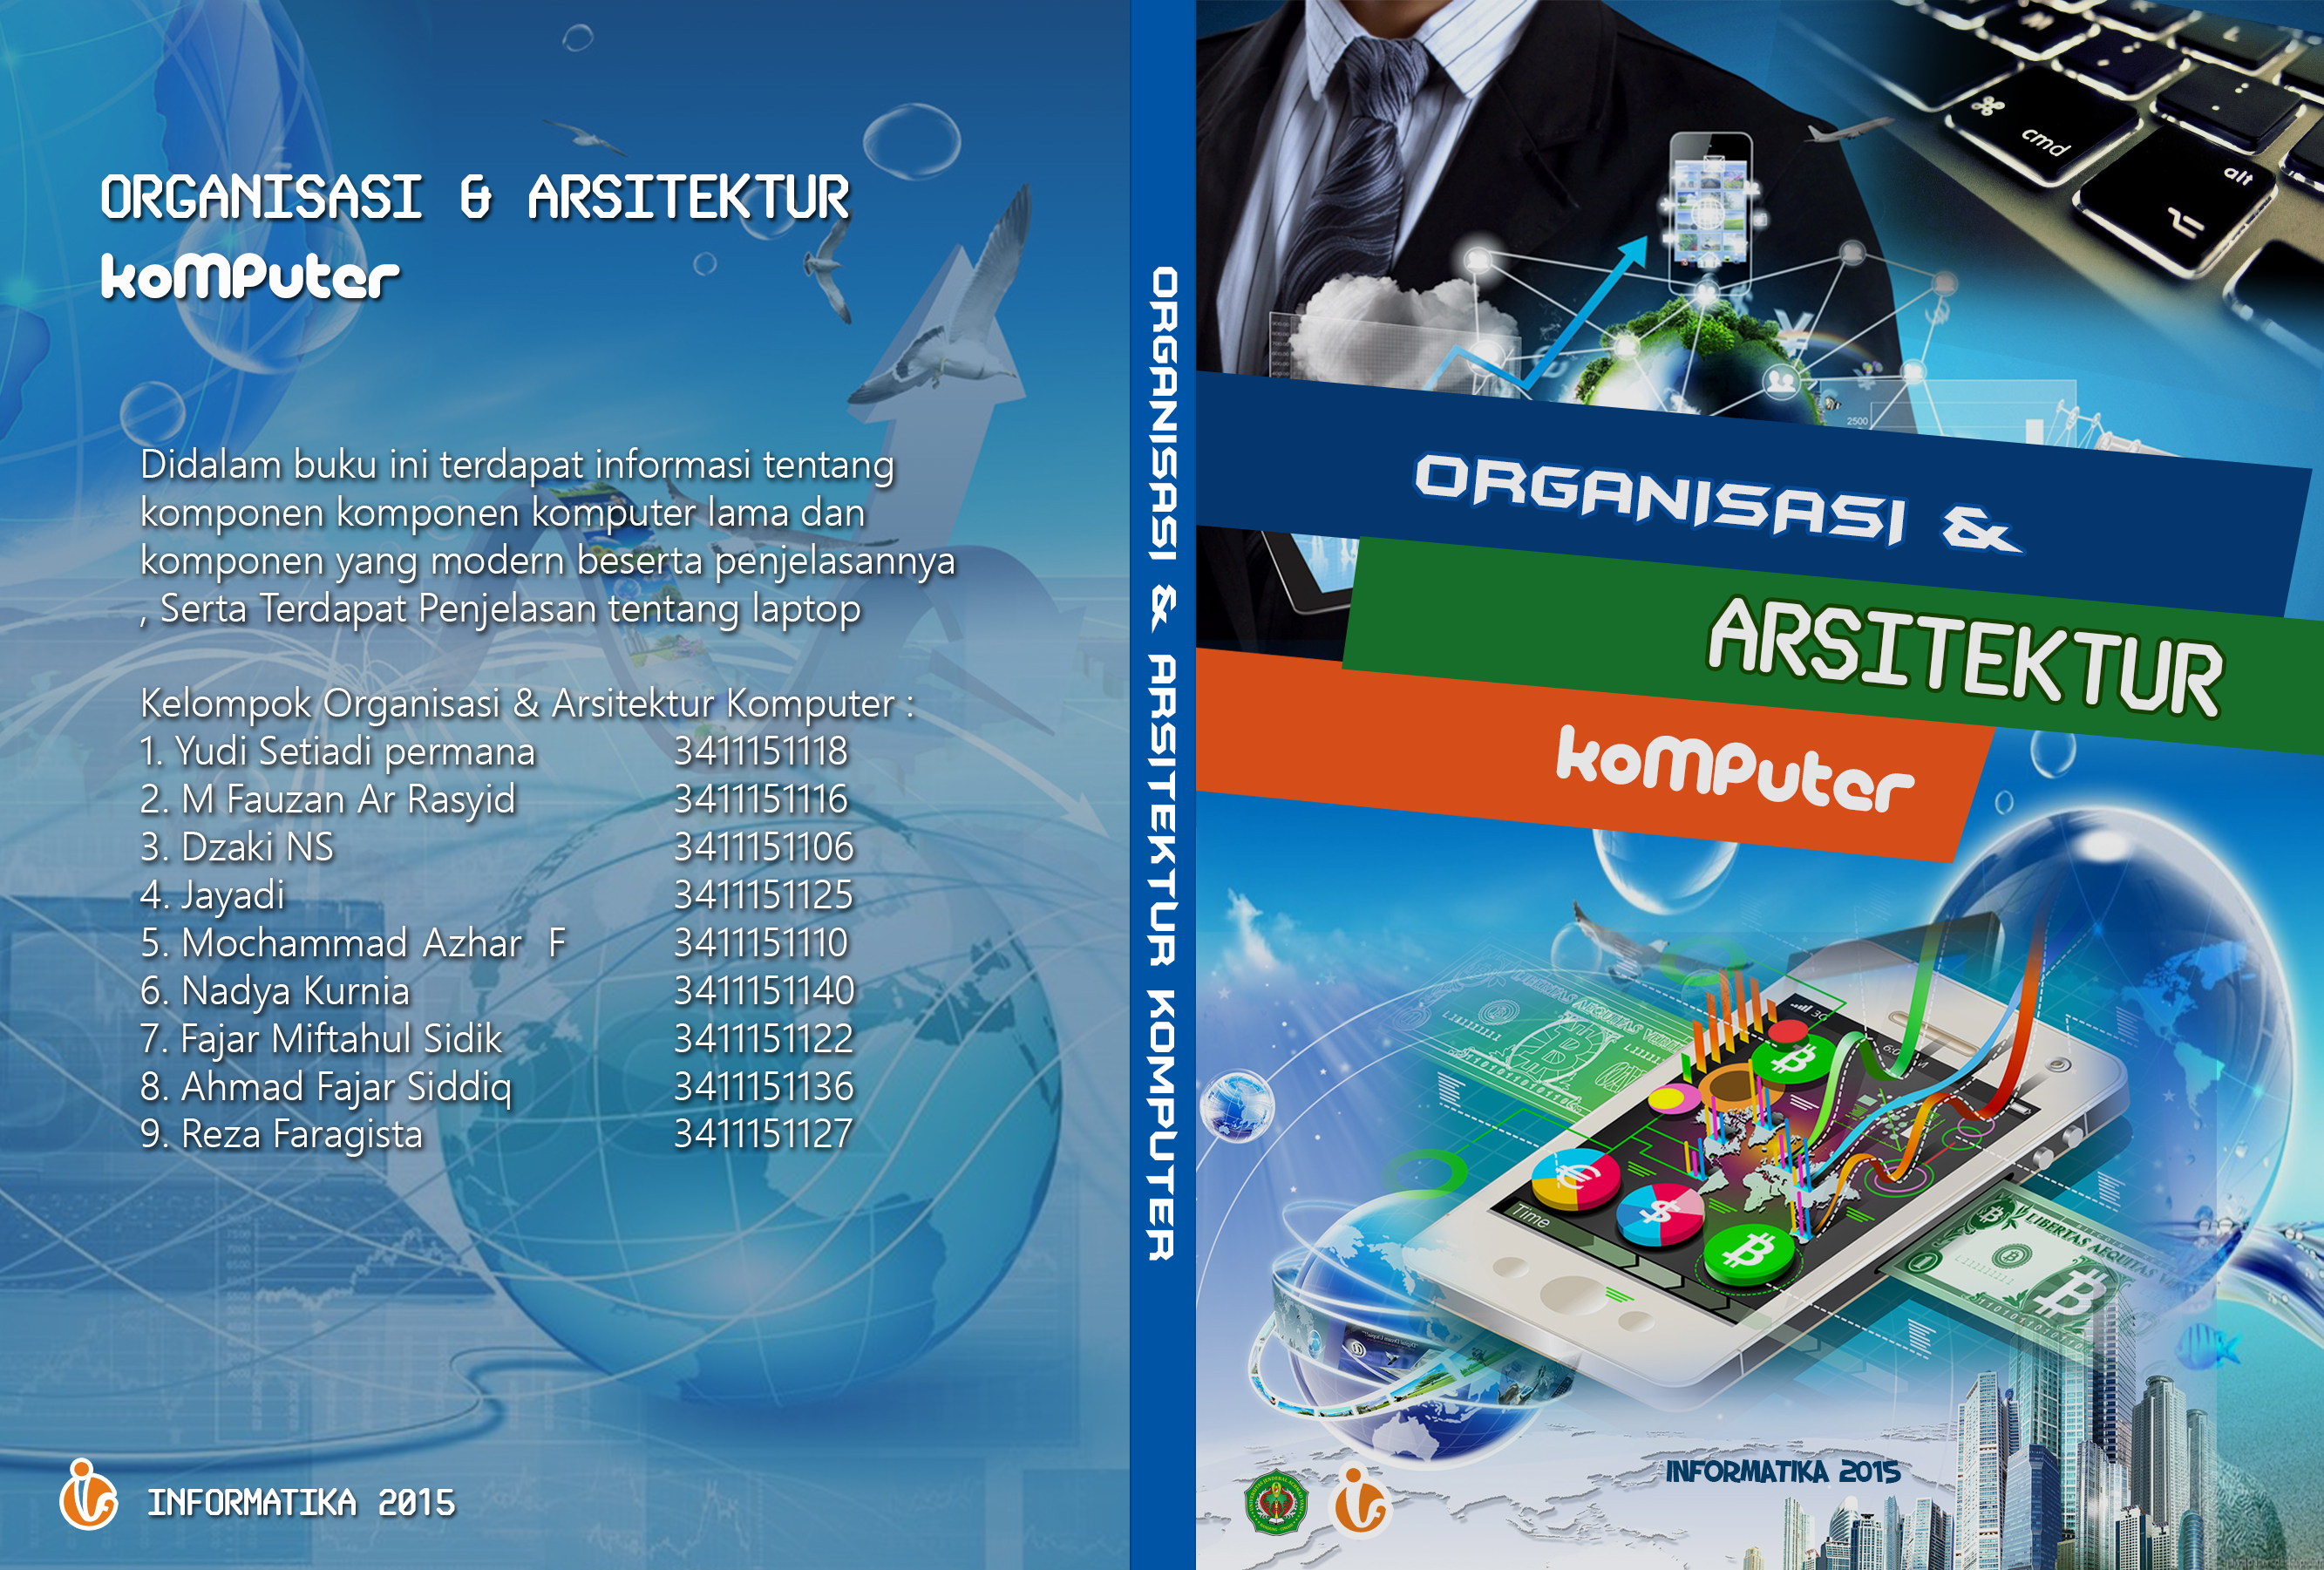 ORGANISASI & ARSITEKTUR
koMPuter
Didalam buku ini terdapat informasi tentang
komponen komponen komputer lama dan
komponen yang modern beserta penjelasannya
, Serta Terdapat Penjelasan tentang laptop
Kelompok Organisasi & Arsitektur Komputer :
1. Yudi Setiadi permana 3411151118
2. M Fauzan Ar Rasyid 3411151116
3. Dzaki NS 3411151106
4. Jayadi 3411151125
5. Mochammad Azhar F 3411151110
6. Nadya Kurnia 3411151140
7. Fajar Miftahul Sidik 3411151122
8. Ahmad Fajar Siddiq 3411151136
9. Reza Faragista 3411151127
INFORMATIKA 2015
ORGANISASI & ARSITEKTUR KOMPUTER
cmd
alt
2500
ORGANISASI &
ARSITEKTUR
koMPuter
3G
Time
LIBERTAS AEQUITAS
INFORMATIKA 2015